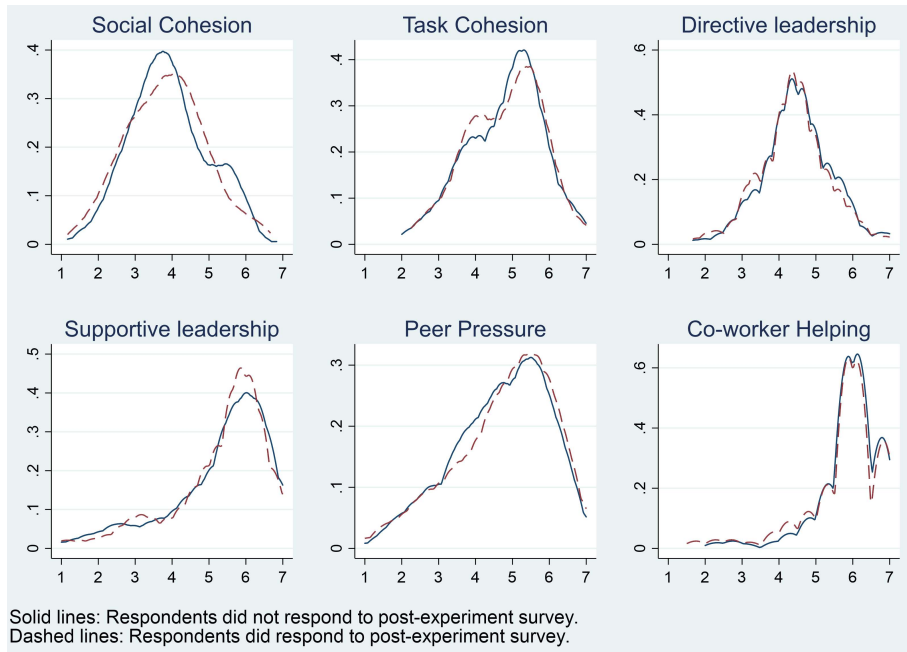 Social Cohesion
Task Cohesion
Directive leadership
.4
.3
.2
.1
0
1 2 3 4 5 6 7
.4
.3
.2
.1
0
1 2 3 4 5 6 7
.6
.4
.2
0
1 2 3 4 5 6 7
Supportive leadership
Peer Pressure
Co-worker Helping
.5
.4
.3
.2
.1
0
1 2 3 4 5 6 7
.3
.2
.1
0
1 2 3 4 5 6 7
.6
.4
.2
0
1 2 3 4 5 6 7
Solid lines: Respondents did not respond to post-experiment survey.
Dashed lines: Respondents did respond to post-experiment survey.